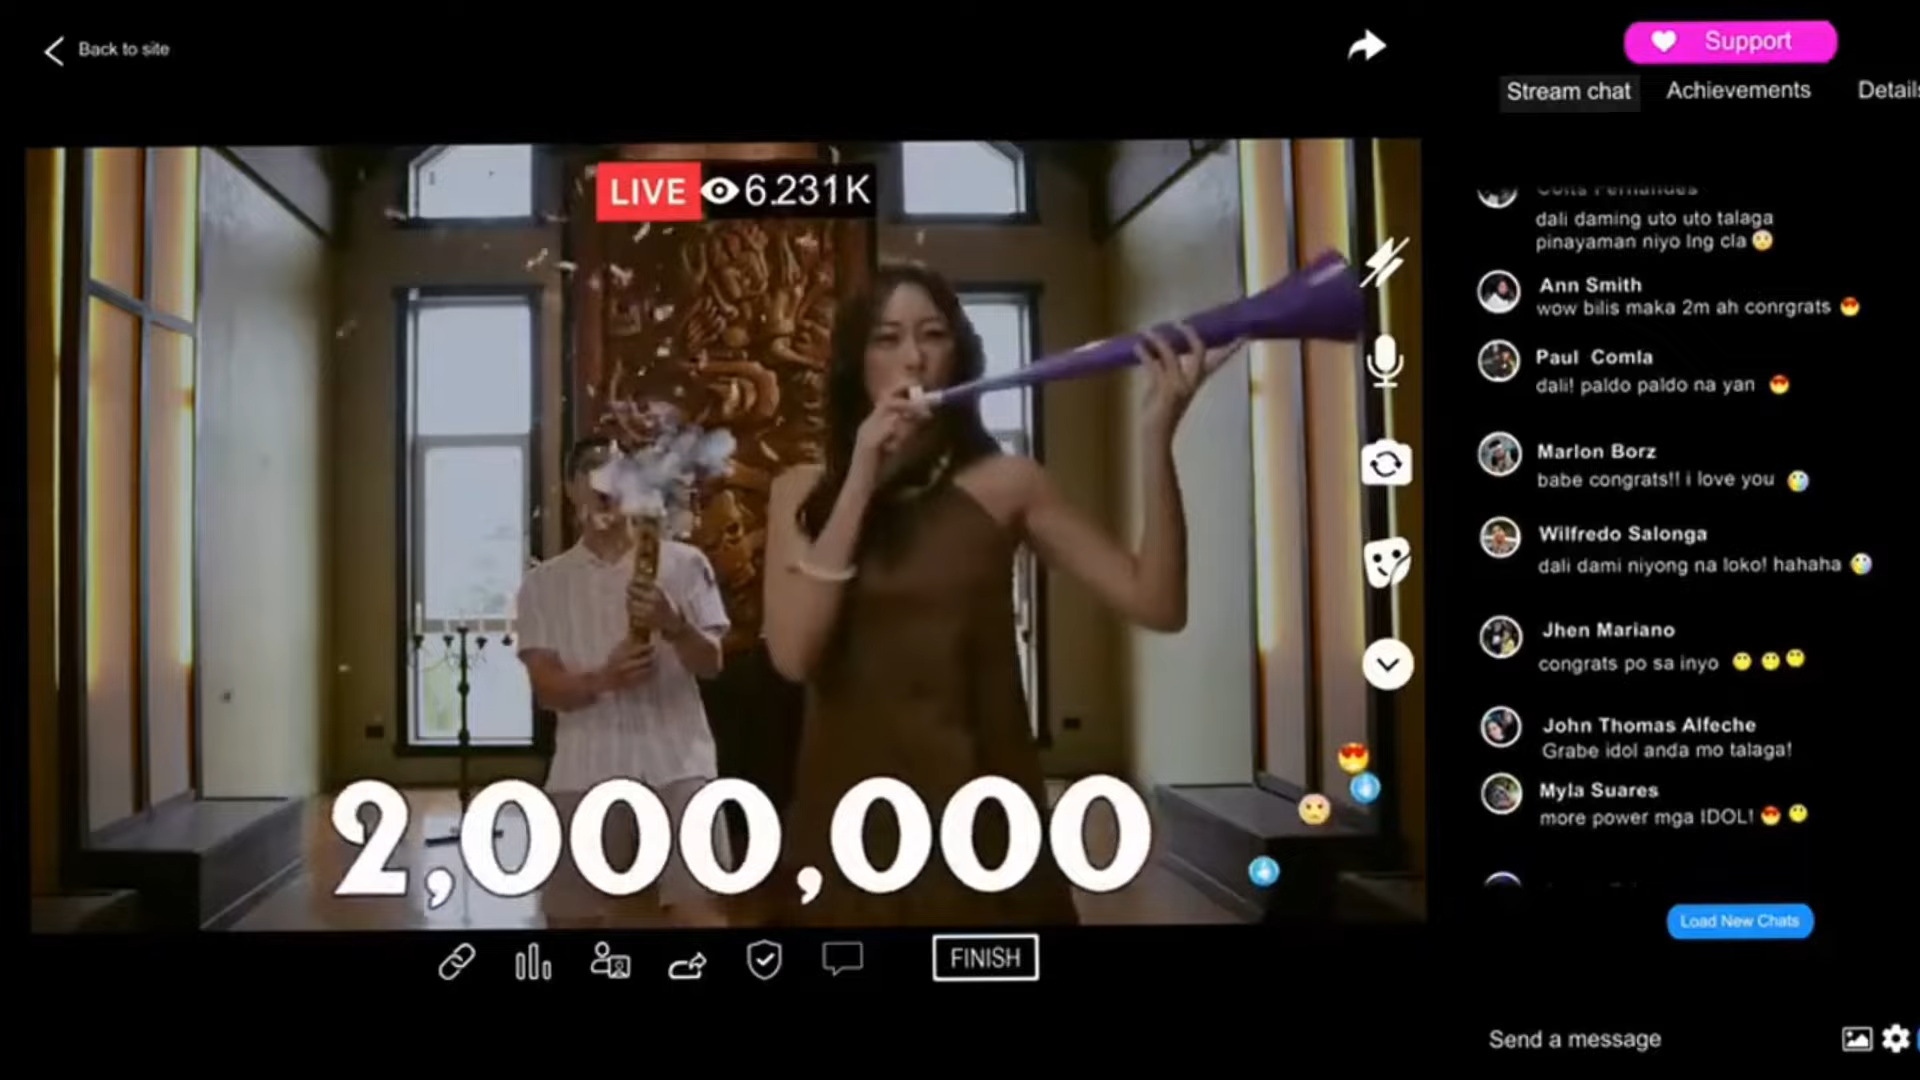 Back to site
Support
Stream chat
Achievements
Details
LIVE 6.231K
dali daming uto uto talaga
pinayaman niyo lng cla
Ann Smith
wow bilis maka 2m ah conrgrats
Paul Comla
dali! paldo paldo na yan
Marlon Borz
babe congrats!! i love you
Wilfredo Salonga
dali dami niyong na loko! hahaha
Jhen Mariano
congrats po sa inyo
John Thomas Alfeche
Grabe idol anda mo talaga!
Myla Suares
more power mga IDOL!
2,000,000
Load New Chats
FINISH
Send a message